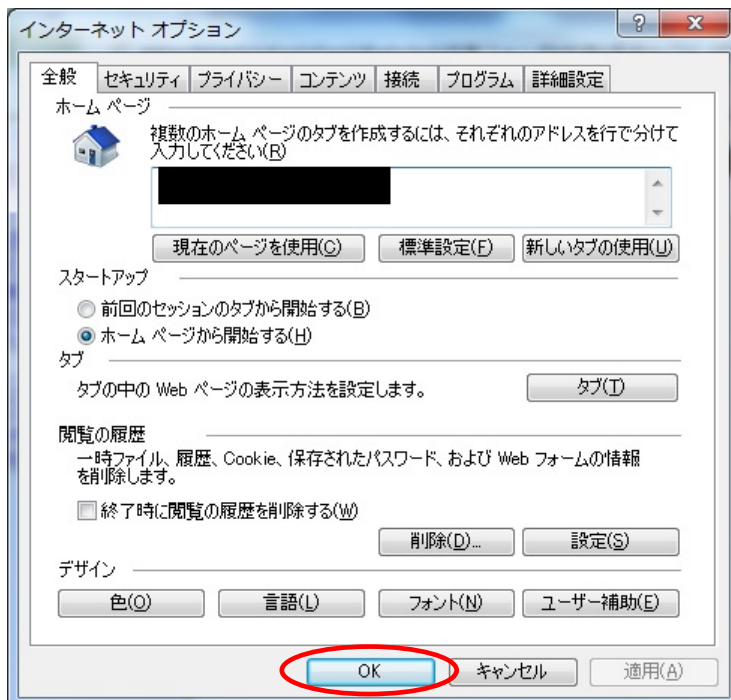 インターネット オプション
?
X
全般 セキュリティ プライバシー コンテンツ 接続 プログラム 詳細設定
ホーム ページ
複数のホーム ページのタブを作成するには、それぞれのアドレスを行で分けて
入力してください(R)
現在のページを使用(C) 標準設定(F) 新しいタブの使用(U)
スタートアップ
前回のセッションのタブから開始する(B)
ホーム ページから開始する(H)
タブ
タブの中の Web ページの表示方法を設定します。 タブ(T)
閲覧の履歴
一時ファイル、履歴、Cookie、保存されたパスワード、および Web フォームの情報
を削除します。
終了時に閲覧の履歴を削除する(W)
削除(D)... 設定(S)
デザイン
色(O) 言語(L) フォント(N) ユーザー補助(E)
OK キャンセル 適用(A)